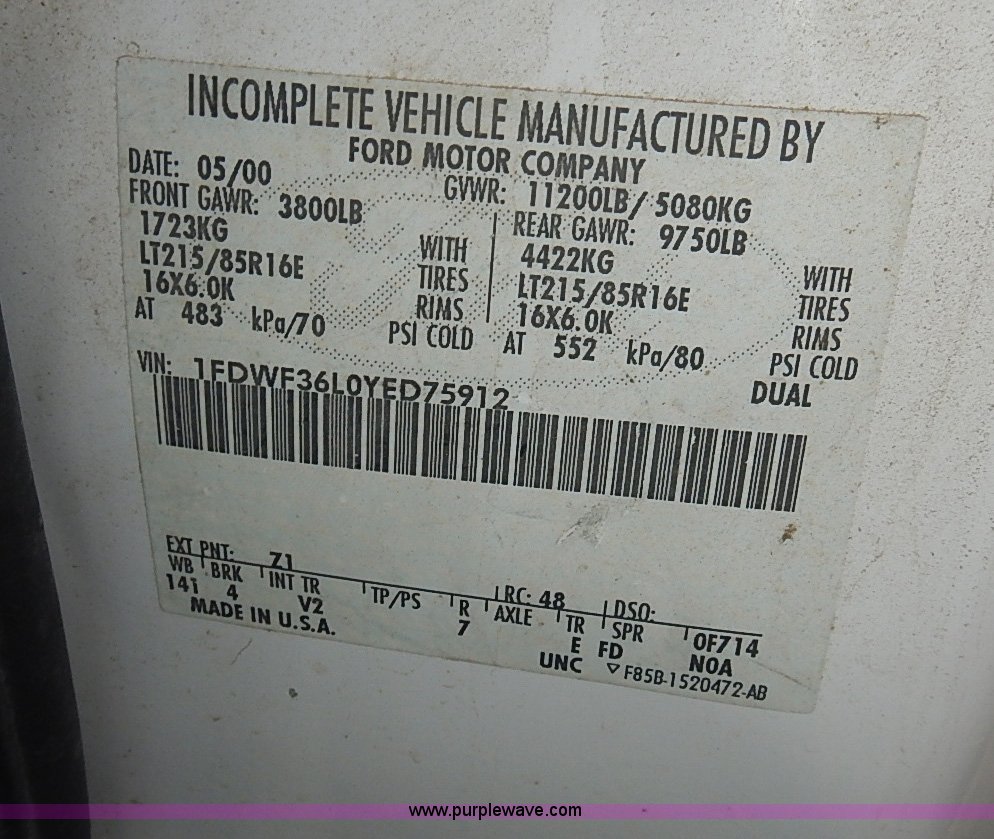 INCOMPLETE VEHICLE MANUFACTURED BY
FORD MOTOR COMPANY
DATE: 05/00 GVWR: 11200LB/ 5080KG
FRONT GAWR: 3800LB REAR GAWR: 9750LB
1723KG WITH 4422KG WITH
LT215/85R16E TIRES LT215/85R16E TIRES
16X6.0K RIMS 16X6.0K RIMS
AT 483 kPa/70 PSI COLD AT 552 kPa/80 PSI COLD
DUAL
VIN: 1FDWF36L0YED75912
EXT PNT: Z1 RC: 48 DSO:
WB BRK INT TR TP/PS R AXLE TR SPR 0F714
141 4 V2 7 E FD N0A
MADE IN U.S.A. UNC ▽ F85B-1520472-AB
www.purplewave.com